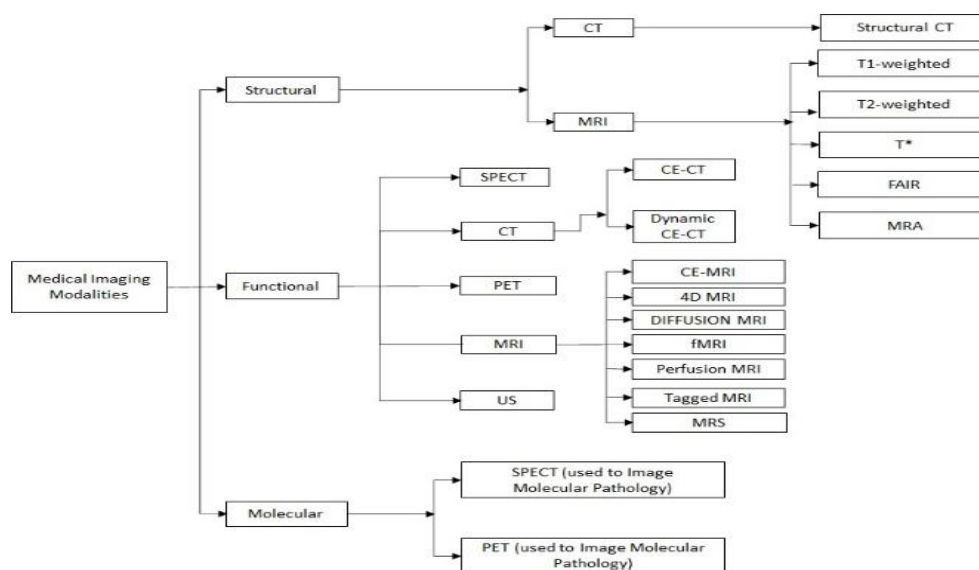 CT
Structural CT
T1-weighted
Structural
T2-weighted
MRI
T*
SPECT
CE-CT
FAIR
CT
Dynamic
CE-CT
MRA
Medical Imaging
Modalities
Functional
PET
CE-MRI
4D MRI
DIFFUSION MRI
MRI
fMRI
Perfusion MRI
US
Tagged MRI
MRS
SPECT (used to Image
Molecular Pathology)
Molecular
PET (used to Image Molecular
Pathology)